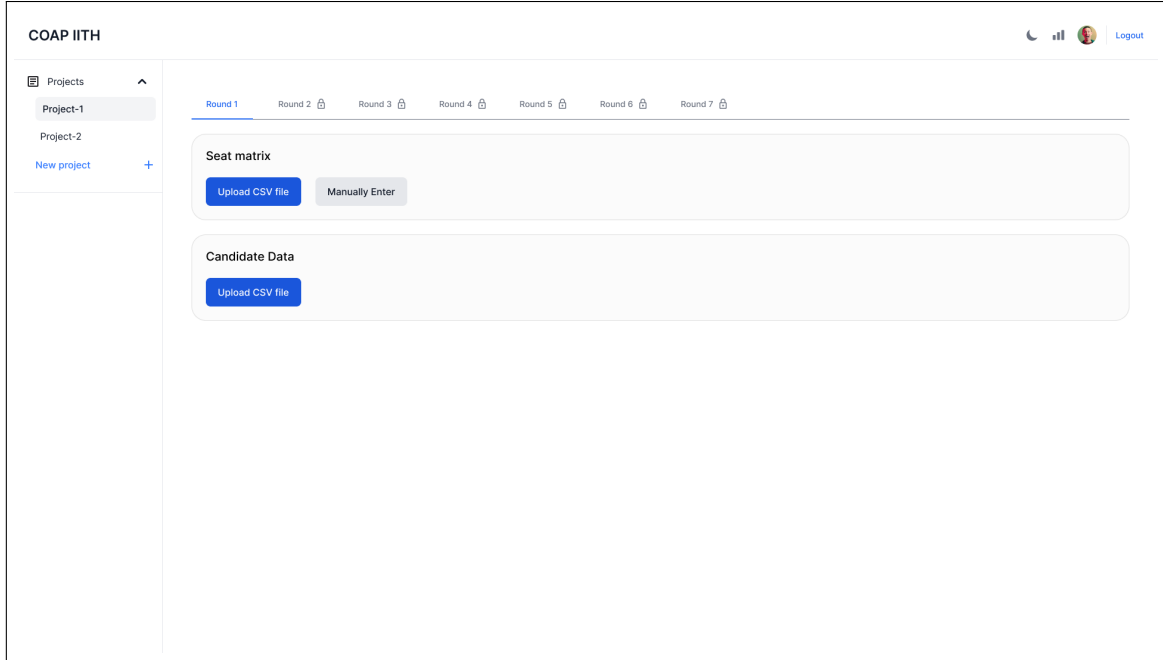 COAP IITH
Logout
Projects
Project-1
Project-2
New project +
Round 1 Round 2 Round 3 Round 4 Round 5 Round 6 Round 7
Seat matrix
Upload CSV file Manually Enter
Candidate Data
Upload CSV file